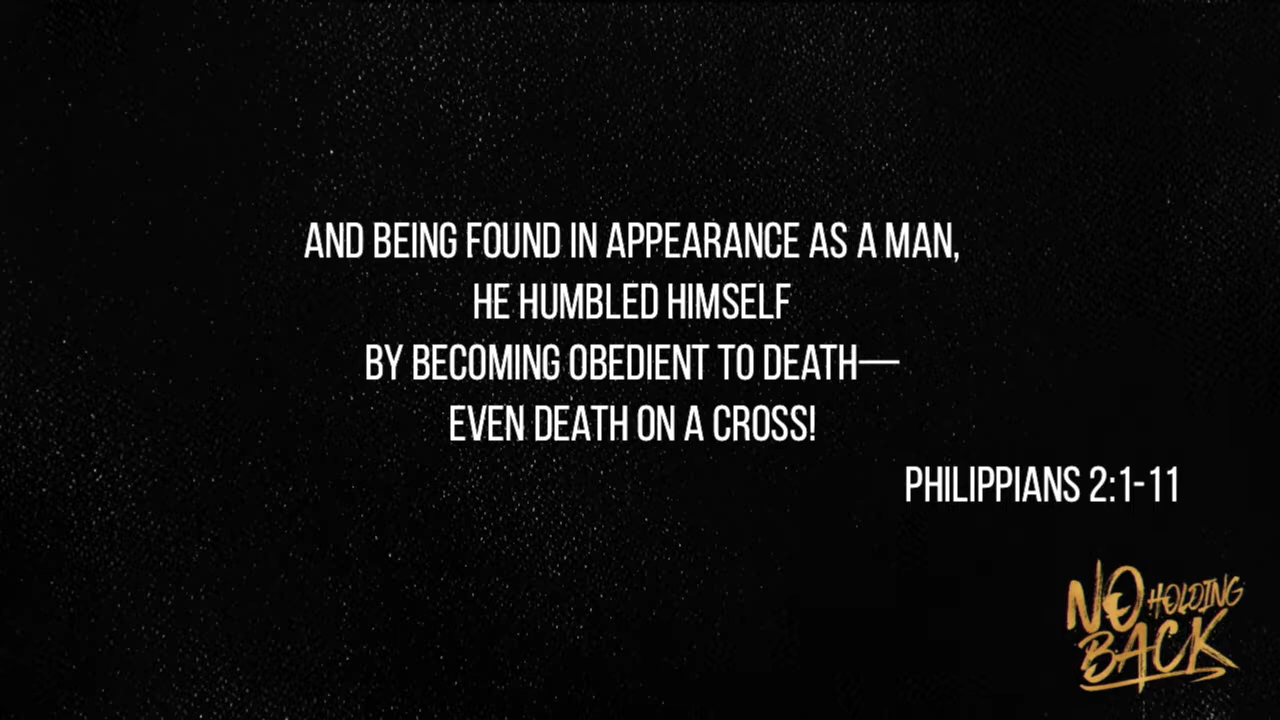 AND BEING FOUND IN APPEARANCE AS A MAN,
HE HUMBLED HIMSELF
BY BECOMING OBEDIENT TO DEATH—
EVEN DEATH ON A CROSS!
PHILIPPIANS 2:1-11
NO HOLDING
BACK